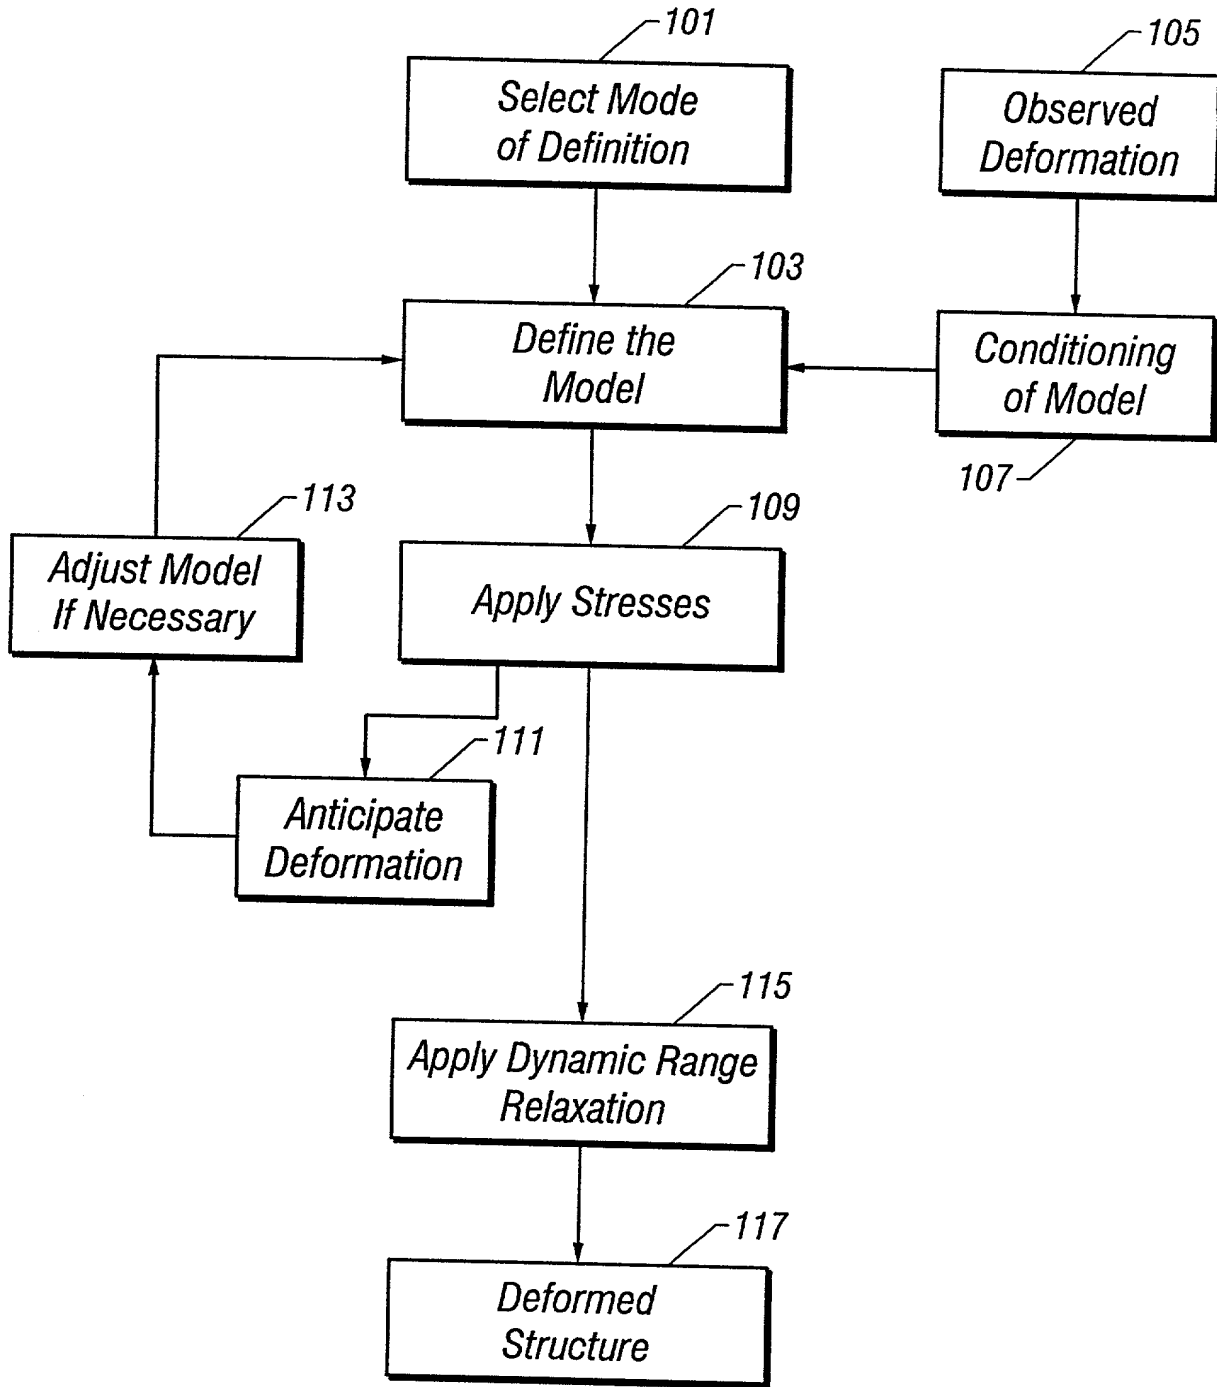 101
Select Mode
of Definition
105
Observed
Deformation
103
Define the
Model
Conditioning
of Model
107
113
Adjust Model
If Necessary
109
Apply Stresses
111
Anticipate
Deformation
115
Apply Dynamic Range
Relaxation
117
Deformed
Structure